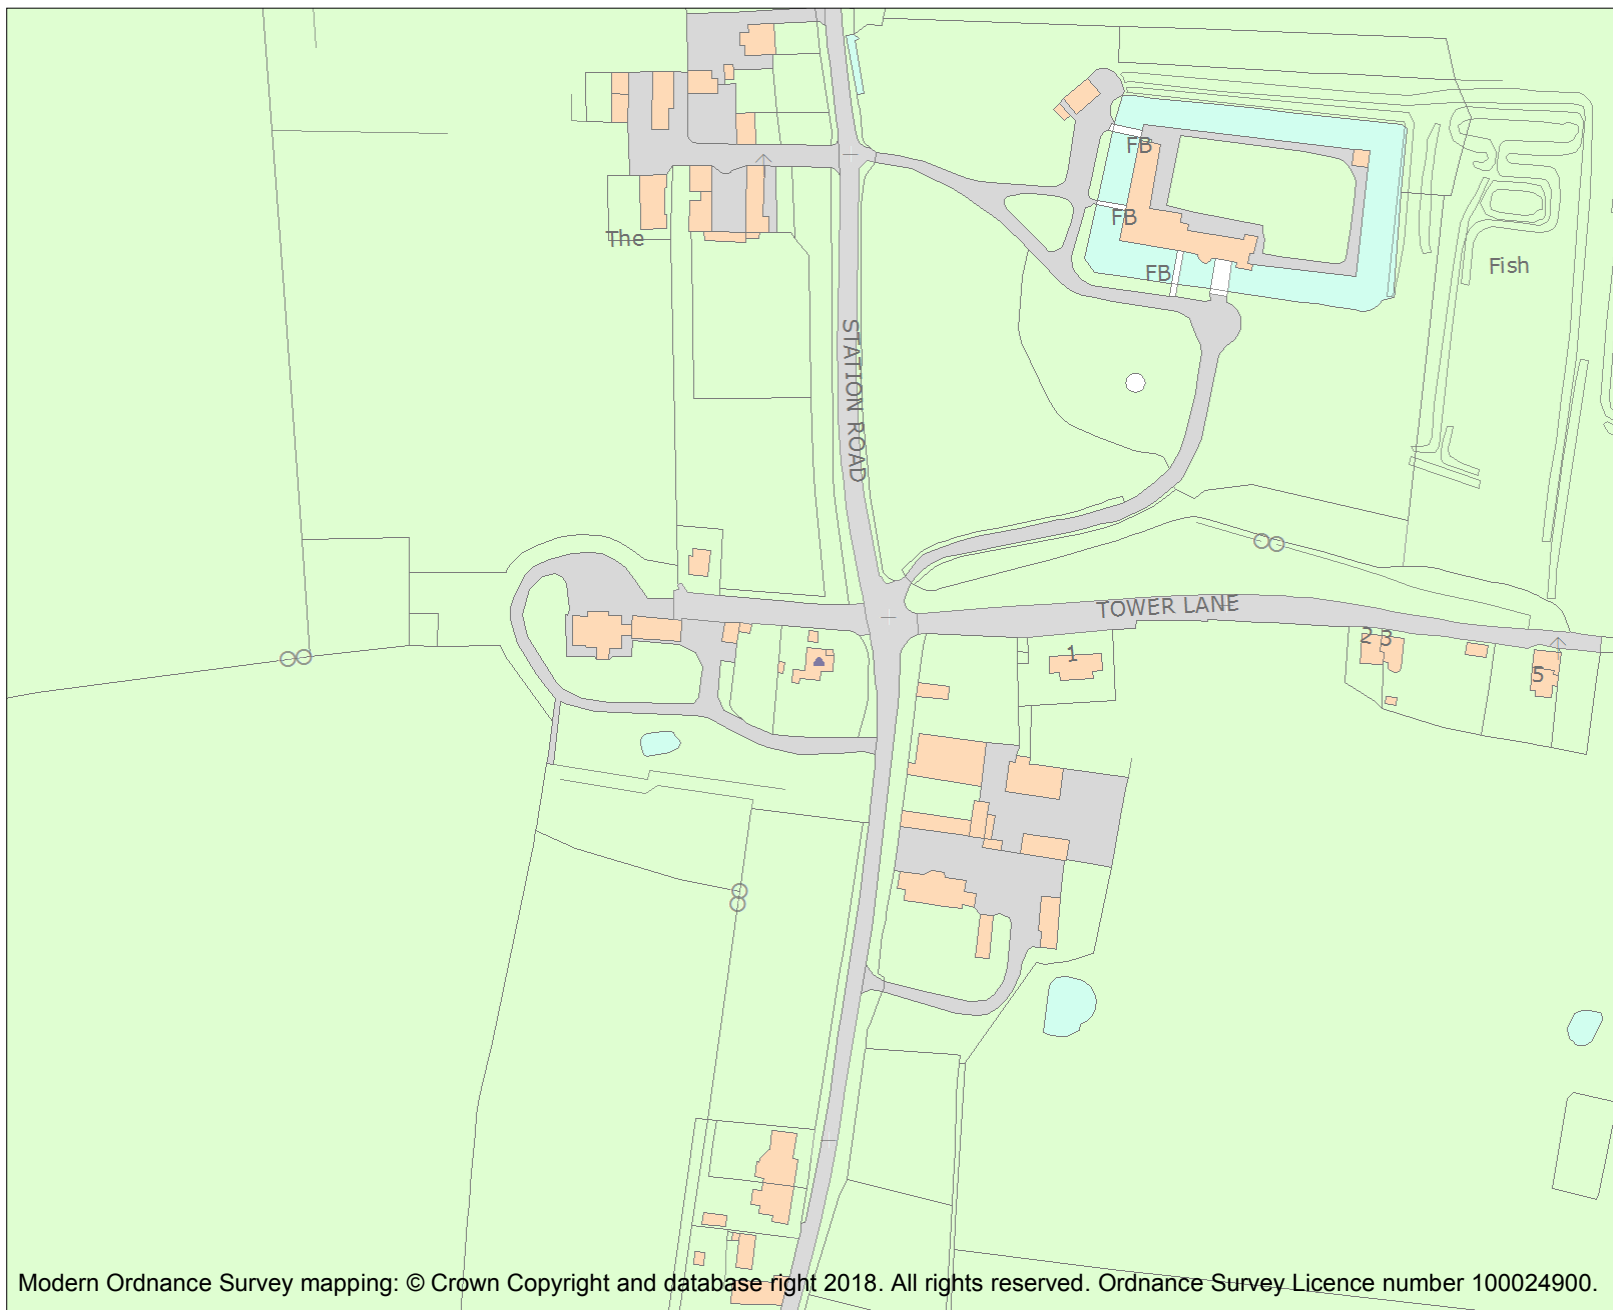 FB
FB
The
FB
Fish
STATION ROAD
TOWER LANE
1
2 3
5
Modern Ordnance Survey mapping: © Crown Copyright and database right 2018. All rights reserved. Ordnance Survey Licence number 100024900.